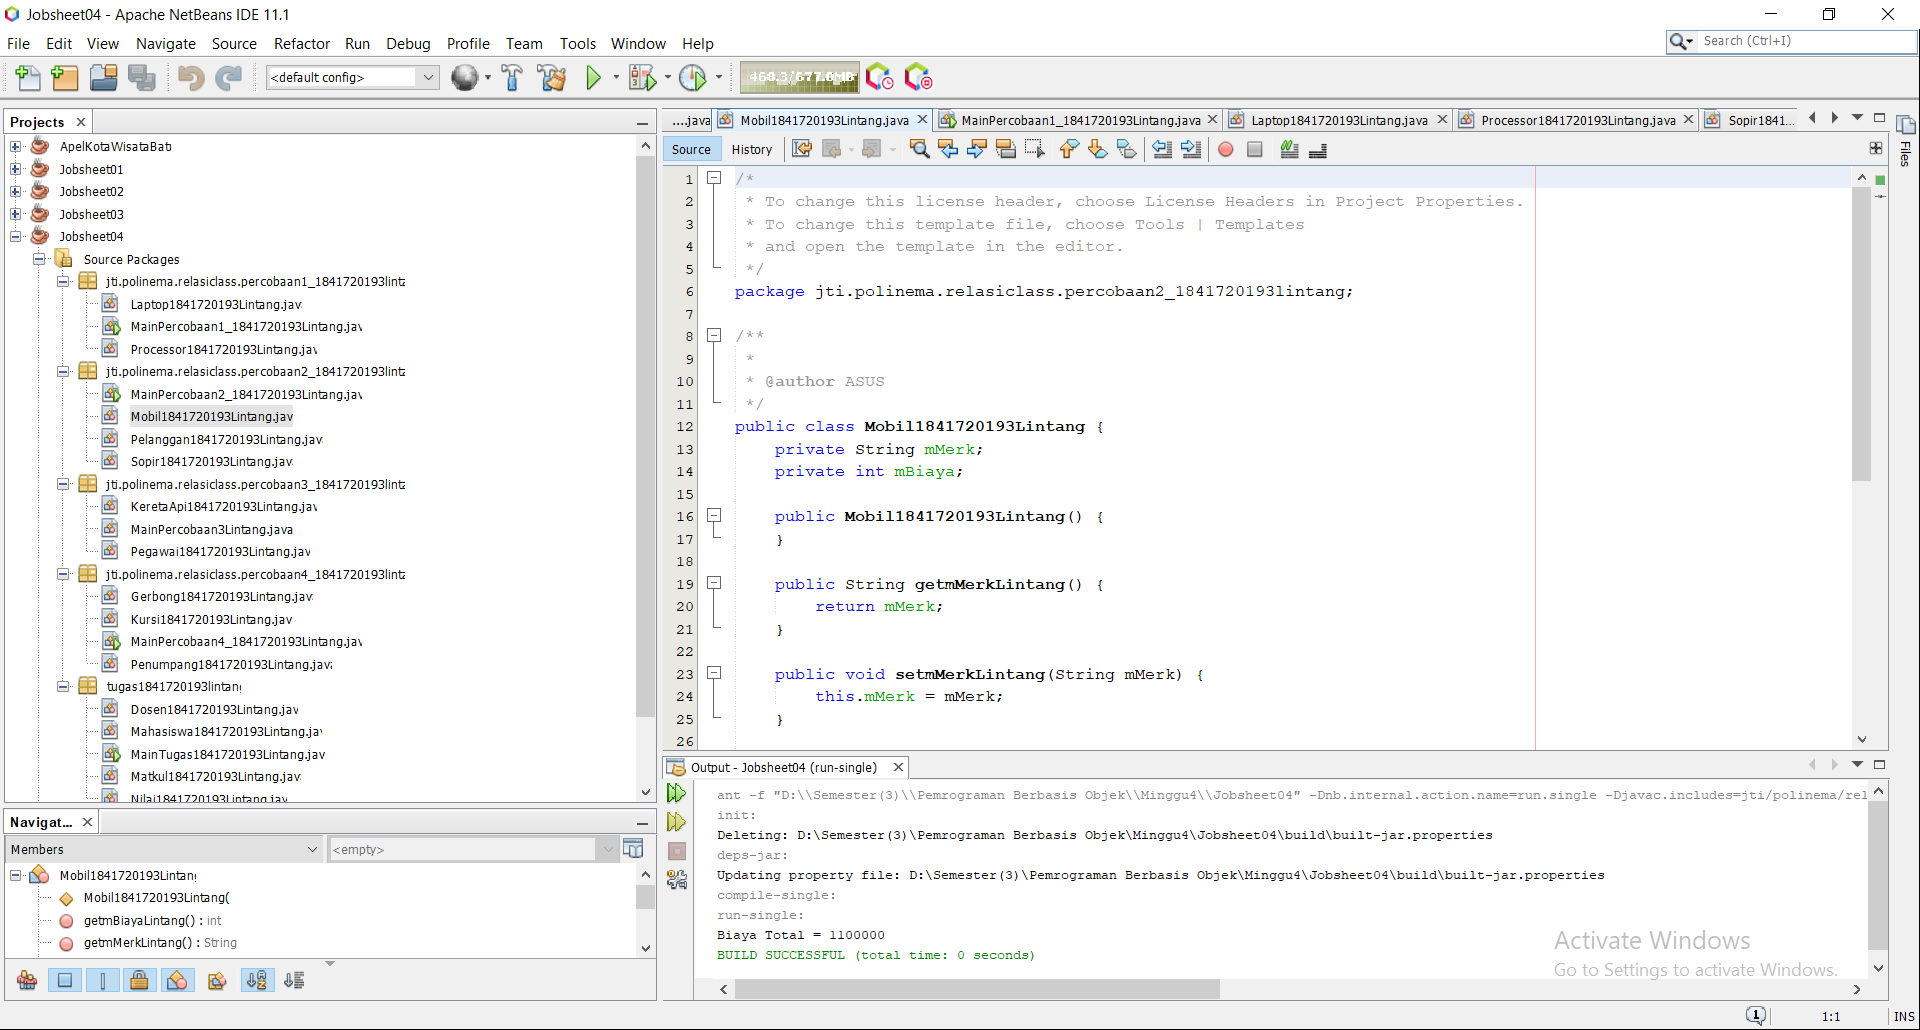 Jobsheet04 - Apache NetBeans IDE 11.1
File Edit View Navigate Source Refactor Run Debug Profile Team Tools Window Help
Search (Ctrl+I)
<default config>
468.3/677.0MB
Projects
ApelKotaWisataBatu
Jobsheet01
Jobsheet02
Jobsheet03
Jobsheet04
Source Packages
jti.polinema.relasiclass.percobaan1_1841720193lintang
Laptop1841720193Lintang.jav
MainPercobaan1_1841720193Lintang.jav
Processor1841720193Lintang.jav
jti.polinema.relasiclass.percobaan2_1841720193linta
MainPercobaan2_1841720193Lintang.jav
Mobil1841720193Lintang.jav
Pelanggan1841720193Lintang.jav
Sopir1841720193Lintang.jav
jti.polinema.relasiclass.percobaan3_1841720193linta
KeretaApi1841720193Lintang.jav
MainPercobaan3Lintang.java
Pegawai1841720193Lintang.jav
jti.polinema.relasiclass.percobaan4_1841720193linta
Gerbong1841720193Lintang.jav
Kursi1841720193Lintang.jav
MainPercobaan4_1841720193Lintang.jav
Penumpang1841720193Lintang.java
tugas1841720193lintang
Dosen1841720193Lintang.jav
Mahasiswa1841720193Lintang.jav
MainTugas1841720193Lintang.jav
Matkul1841720193Lintang.jav
Nilai1841720193Lintang.jav
Navigat...
Members
<empty>
Mobil1841720193Lintang
Mobil1841720193Lintang(
getmBiayaLintang() : int
getmMerkLintang() : String
....java Mobil1841720193Lintang.java MainPercobaan1_1841720193Lintang.java Laptop1841720193Lintang.java Processor1841720193Lintang.java Sopir1841...
Files
Source History
1 /*
2 * To change this license header, choose License Headers in Project Properties.
3 * To change this template file, choose Tools | Templates
4 * and open the template in the editor.
5 */
6 package jti.polinema.relasiclass.percobaan2_1841720193lintang;
7
8 /**
9 *
10 * @author ASUS
11 */
12 public class Mobil1841720193Lintang {
13 private String mMerk;
14 private int mBiaya;
15
16 public Mobil1841720193Lintang() {
17 }
18
19 public String getmMerkLintang() {
20 return mMerk;
21 }
22
23 public void setmMerkLintang(String mMerk) {
24 this.mMerk = mMerk;
25 }
26
Output - Jobsheet04 (run-single)
ant -f "D:\\Semester(3)\\Pemrograman Berbasis Objek\\Minggu4\\Jobsheet04" -Dnb.internal.action.name=run.single -Djavac.includes=jti/polinema/rel
init:
Deleting: D:\Semester(3)\Pemrograman Berbasis Objek\Minggu4\Jobsheet04\build\built-jar.properties
deps-jar:
Updating property file: D:\Semester(3)\Pemrograman Berbasis Objek\Minggu4\Jobsheet04\build\built-jar.properties
compile-single:
run-single:
Biaya Total = 1100000
BUILD SUCCESSFUL (total time: 0 seconds)
Activate Windows
Go to Settings to activate Windows.
1
1:1
INS